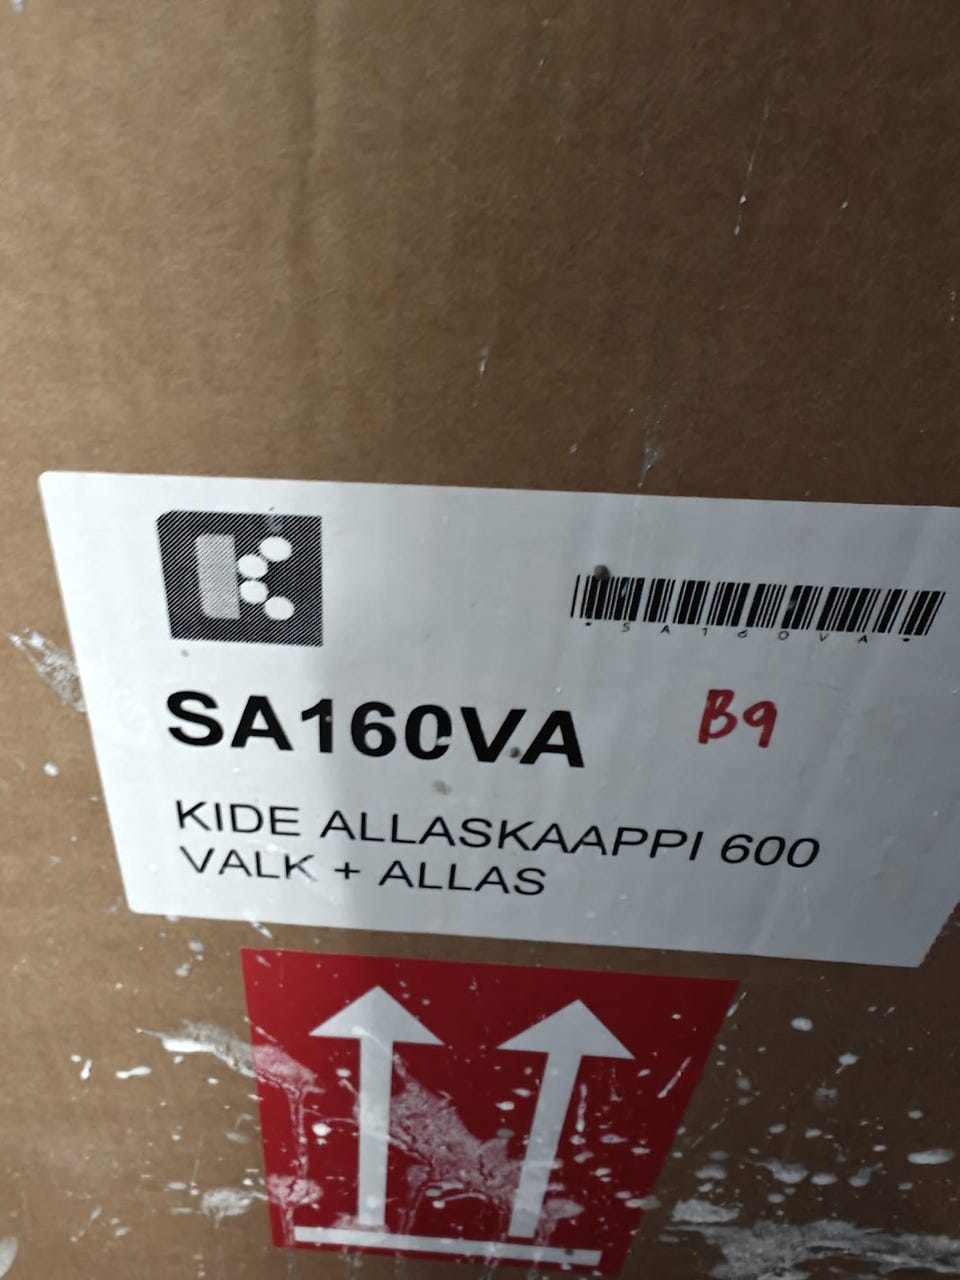 K
*SA160VA*
SA160VA B9
KIDE ALLASKAAPPI 600
VALK + ALLAS